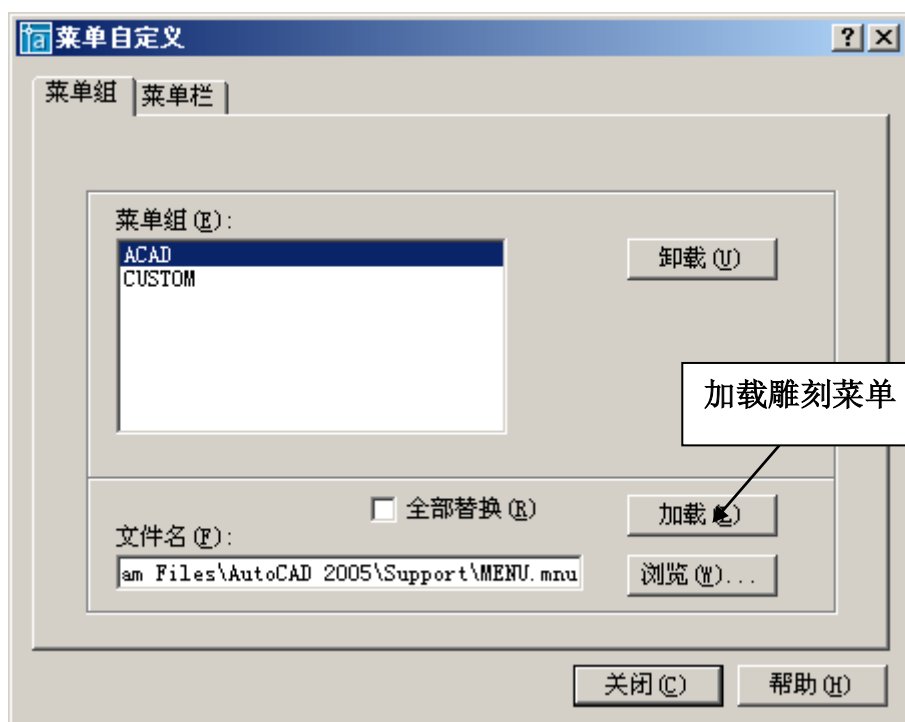 菜单自定义
菜单组 菜单栏
菜单组(E):
ACAD
CUSTOM
卸载(U)
加载雕刻菜单
全部替换(R)
加载(L)
文件名(F):
am Files\AutoCAD 2005\Support\MENU.mnu
浏览(W)...
关闭(C)
帮助(H)